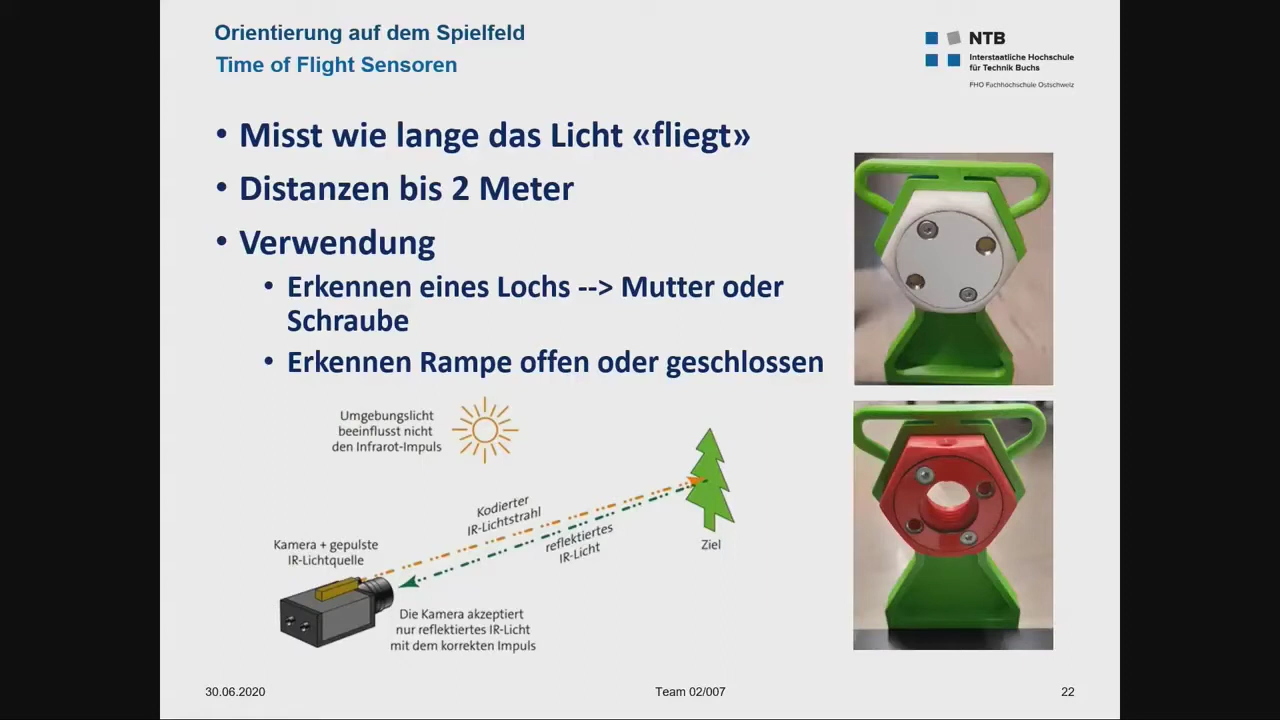 Orientierung auf dem Spielfeld
Time of Flight Sensoren
NTB
Interstaatliche Hochschule
für Technik Buchs
FHO Fachhochschule Ostschweiz
• Misst wie lange das Licht «fliegt»
• Distanzen bis 2 Meter
• Verwendung
• Erkennen eines Lochs --> Mutter oder
Schraube
• Erkennen Rampe offen oder geschlossen
Umgebungslicht
beeinflusst nicht
den Infrarot-Impuls
Kodierter
IR-Lichtstrahl
reflektiertes
IR-Licht
Ziel
Kamera + gepulste
IR-Lichtquelle
Die Kamera akzeptiert
nur reflektiertes IR-Licht
mit dem korrekten Impuls
30.06.2020
Team 02/007
22